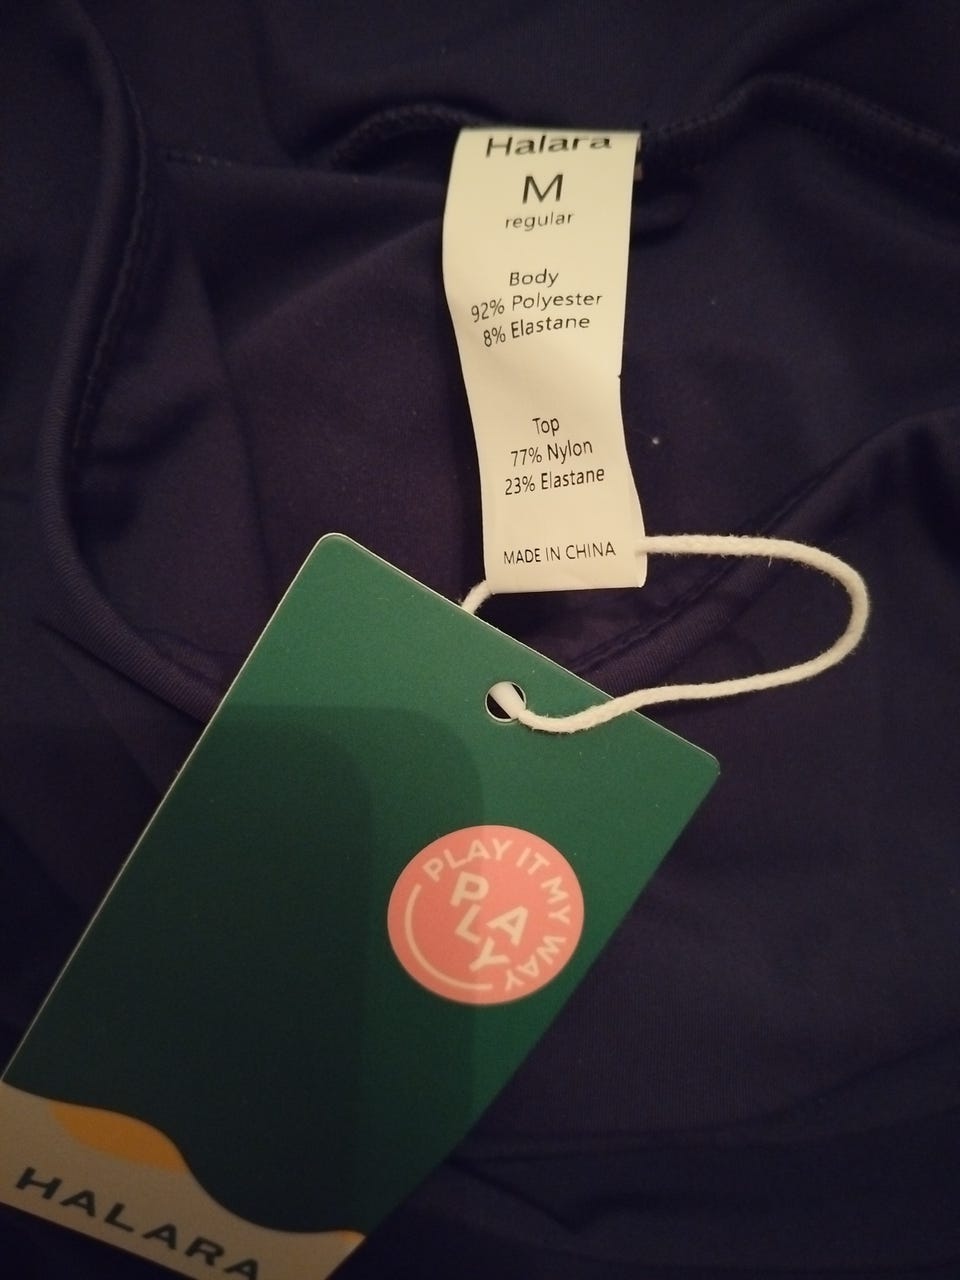 Halara
M
regular
Body
92% Polyester
8% Elastane
Top
77% Nylon
23% Elastane
MADE IN CHINA
PLAY IT MY WAY
PLAY
HALARA